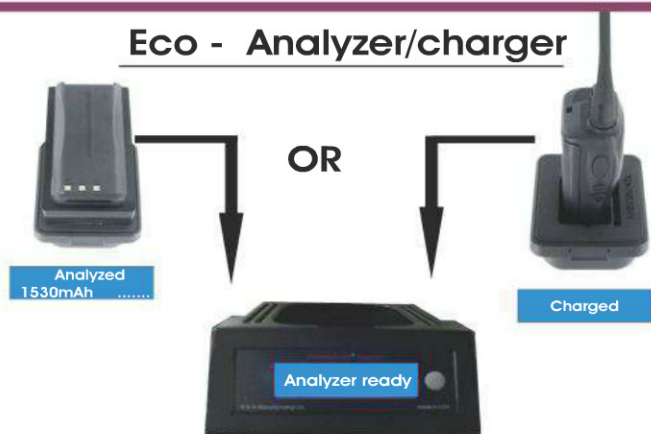 Eco - Analyzer/charger
OR
Analyzed
1530mAh .......
Charged
Analyzer ready